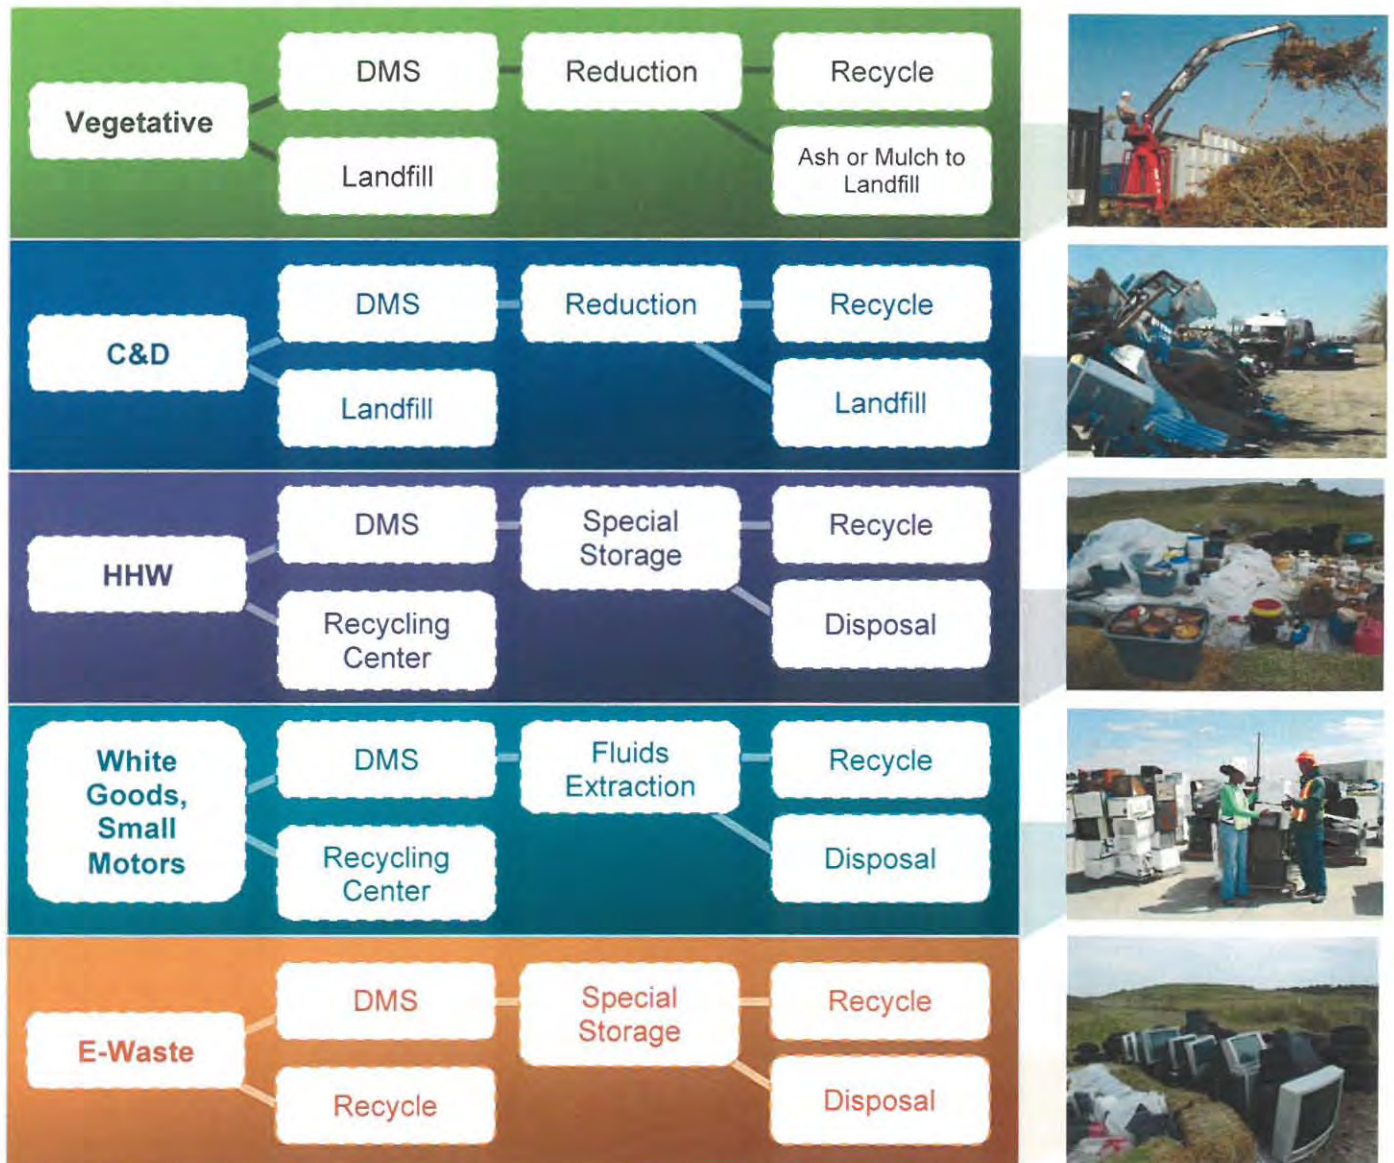 Vegetative
DMS
Reduction
Recycle
Landfill
Ash or Mulch to
Landfill
C&D
DMS
Reduction
Recycle
Landfill
Landfill
HHW
DMS
Special
Storage
Recycle
Recycling
Center
Disposal
White
Goods,
Small
Motors
DMS
Fluids
Extraction
Recycle
Recycling
Center
Disposal
E-Waste
DMS
Special
Storage
Recycle
Recycle
Disposal